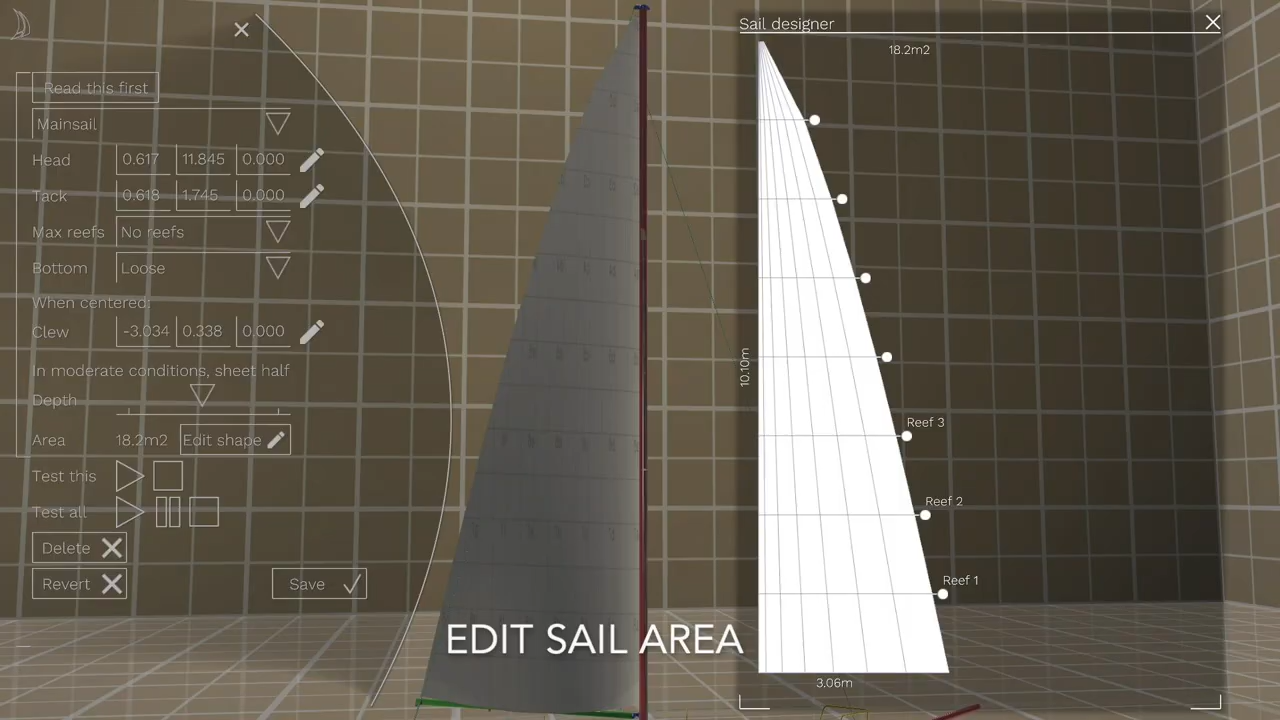 Sail designer
18.2m2
Read this first
Mainsail
Head 0.617 11.845 0.000
Tack 0.618 1.745 0.000
Max reefs No reefs
Bottom Loose
When centered:
Clew -3.034 0.338 0.000
In moderate conditions, sheet half
Depth
Area 18.2m2 Edit shape
Test this
Test all
Delete
Revert Save
10.10m
Reef 3
Reef 2
Reef 1
3.06m
EDIT SAIL AREA